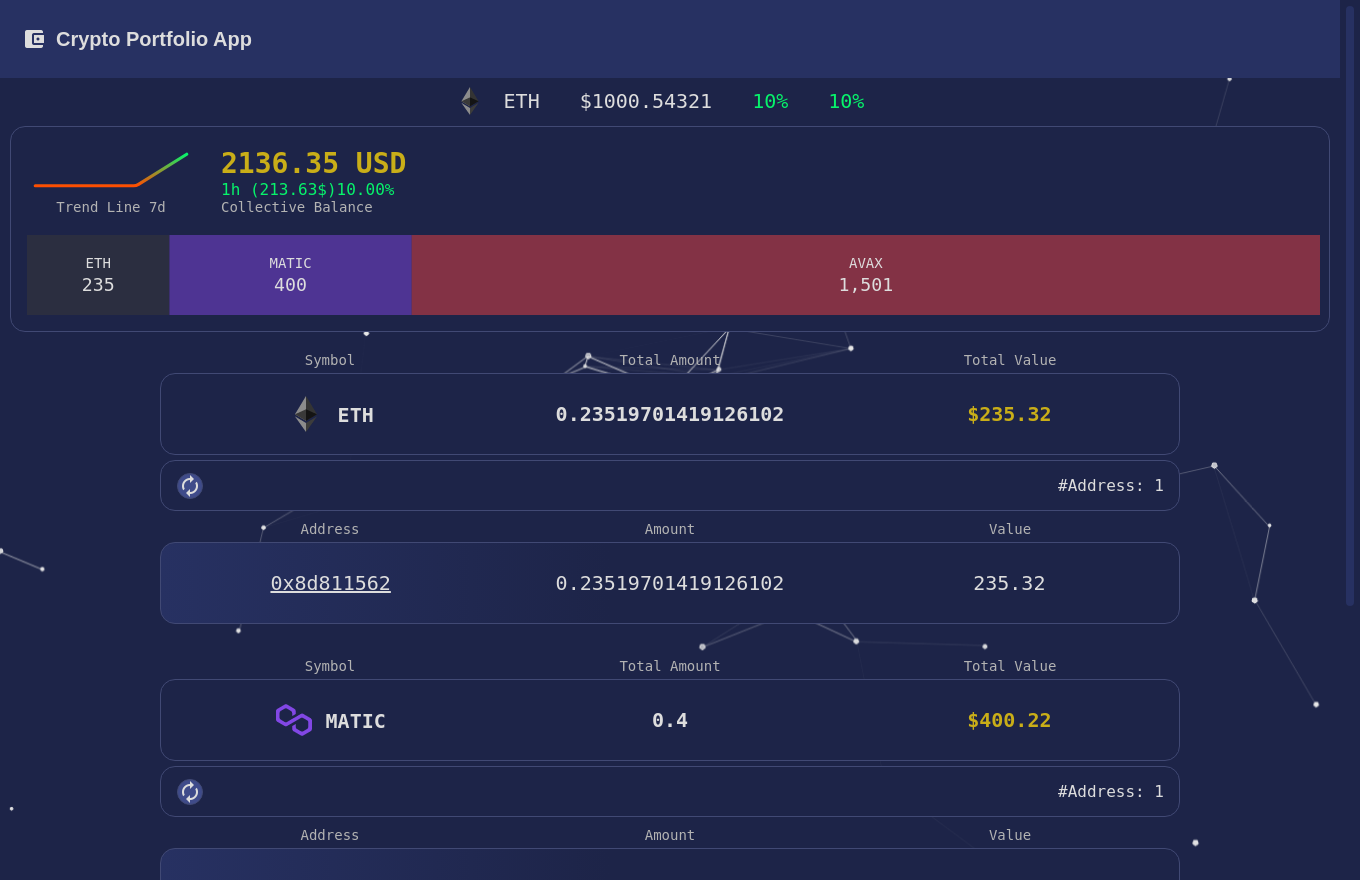 Crypto Portfolio App
ETH $1000.54321 10% 10%
2136.35 USD
1h (213.63$)10.00%
Trend Line 7d Collective Balance
ETH MATIC AVAX
235 400 1,501
Symbol Total Amount Total Value
ETH 0.23519701419126102 $235.32
#Address: 1
Address Amount Value
0x8d811562 0.23519701419126102 235.32
Symbol Total Amount Total Value
MATIC 0.4 $400.22
#Address: 1
Address Amount Value